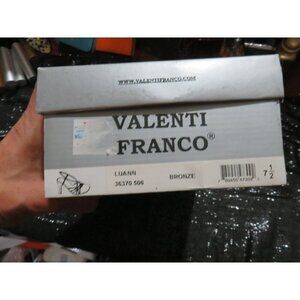 WWW.VALENTIFRANCO.COM
VALENTI
FRANCO®
LUANN BRONZE 7 1/2
36370 506